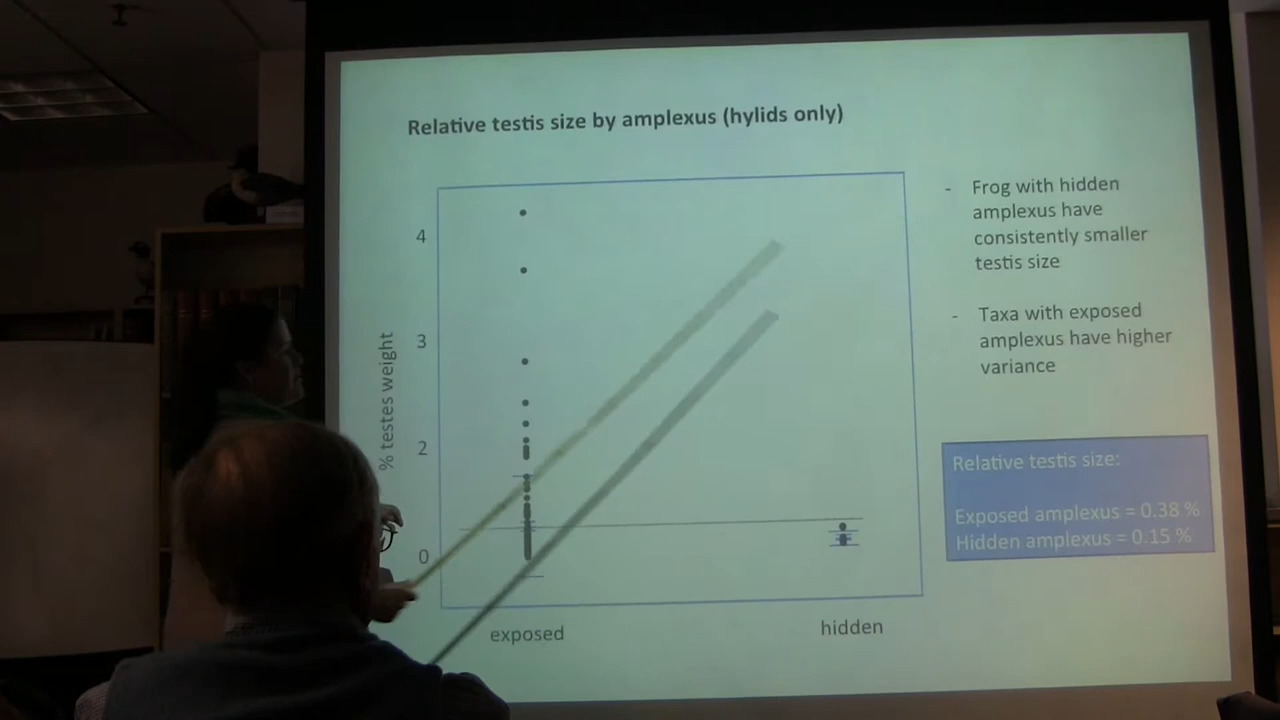 Relative testis size by amplexus (hylids only)
4
3
2
0
% testes weight
exposed
hidden
- Frog with hidden
amplexus have
consistently smaller
testis size
- Taxa with exposed
amplexus have higher
variance
Relative testis size:
Exposed amplexus = 0.38 %
Hidden amplexus = 0.15 %